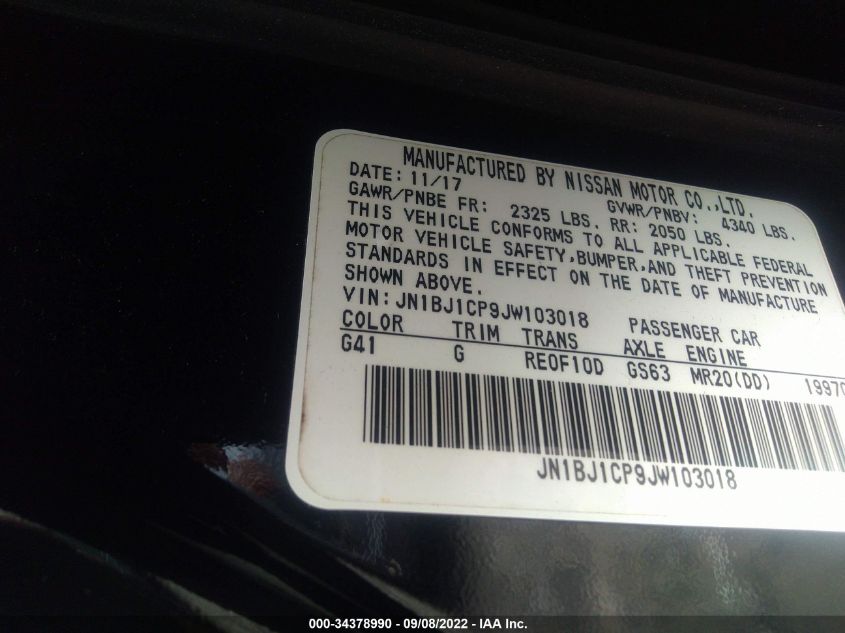 MANUFACTURED BY NISSAN MOTOR CO.,LTD.
DATE: 11/17 GVWR/PNBV: 4340 LBS.
GAWR/PNBE FR: 2325 LBS. RR: 2050 LBS.
THIS VEHICLE CONFORMS TO ALL APPLICABLE FEDERAL
MOTOR VEHICLE SAFETY,BUMPER,AND THEFT PREVENTION
STANDARDS IN EFFECT ON THE DATE OF MANUFACTURE
SHOWN ABOVE.
VIN: JN1BJ1CP9JW103018 PASSENGER CAR
COLOR TRIM TRANS AXLE ENGINE
G41 G RE0F10D GS63 MR20(DD) 1997C
JN1BJ1CP9JW103018
000-34378990 - 09/08/2022 - IAA Inc.